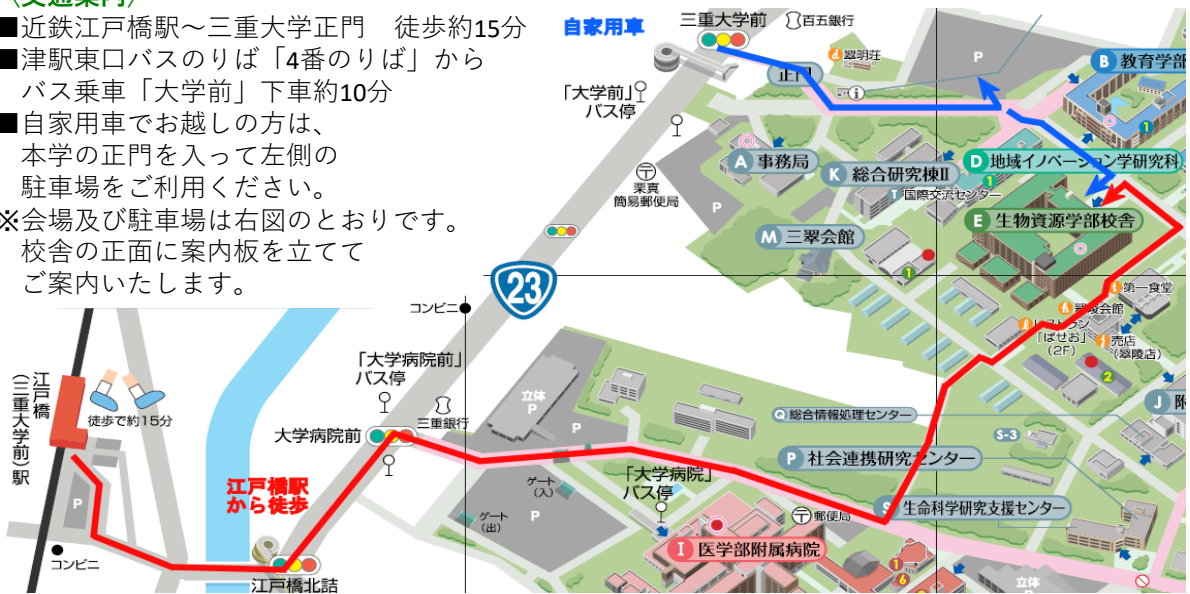 〈交通案内〉
■近鉄江戸橋駅～三重大学正門　徒歩約15分
■津駅東口バスのりば「4番のりば」から
バス乗車「大学前」下車約10分
■自家用車でお越しの方は、
本学の正門を入って左側の
駐車場をご利用ください。
※会場及び駐車場は右図のとおりです。
校舎の正面に案内板を立てて
ご案内いたします。
自家用車
三重大学前
百五銀行
翠明荘
正門
P
B 教育学部
1
「大学前」
バス停
A 事務局
K 総合研究棟II
D 地域イノベーション学研究科
1
T 国際交流センター
〒
栗真
簡易郵便局
P
E 生物資源学部校舎
M 三翠会館
1
23
コンビニ
第一食堂
翠陵会館
レストラン
「ばせお」
(2F)
売店
(翠陵店)
2
「大学病院前」
バス停
三重銀行
大学病院前
立体
P
P
Q 総合情報処理センター
S-3
J 附
P 社会連携研究センター
江戸橋
(三重大学前)駅
徒歩で約15分
P
コンビニ
江戸橋駅
から徒歩
江戸橋北詰
ゲート
(入)
ゲート
(出)
P
「大学病院」
バス停
〒郵便局
S 生命科学研究支援センター
I 医学部附属病院
1
6
立体
P